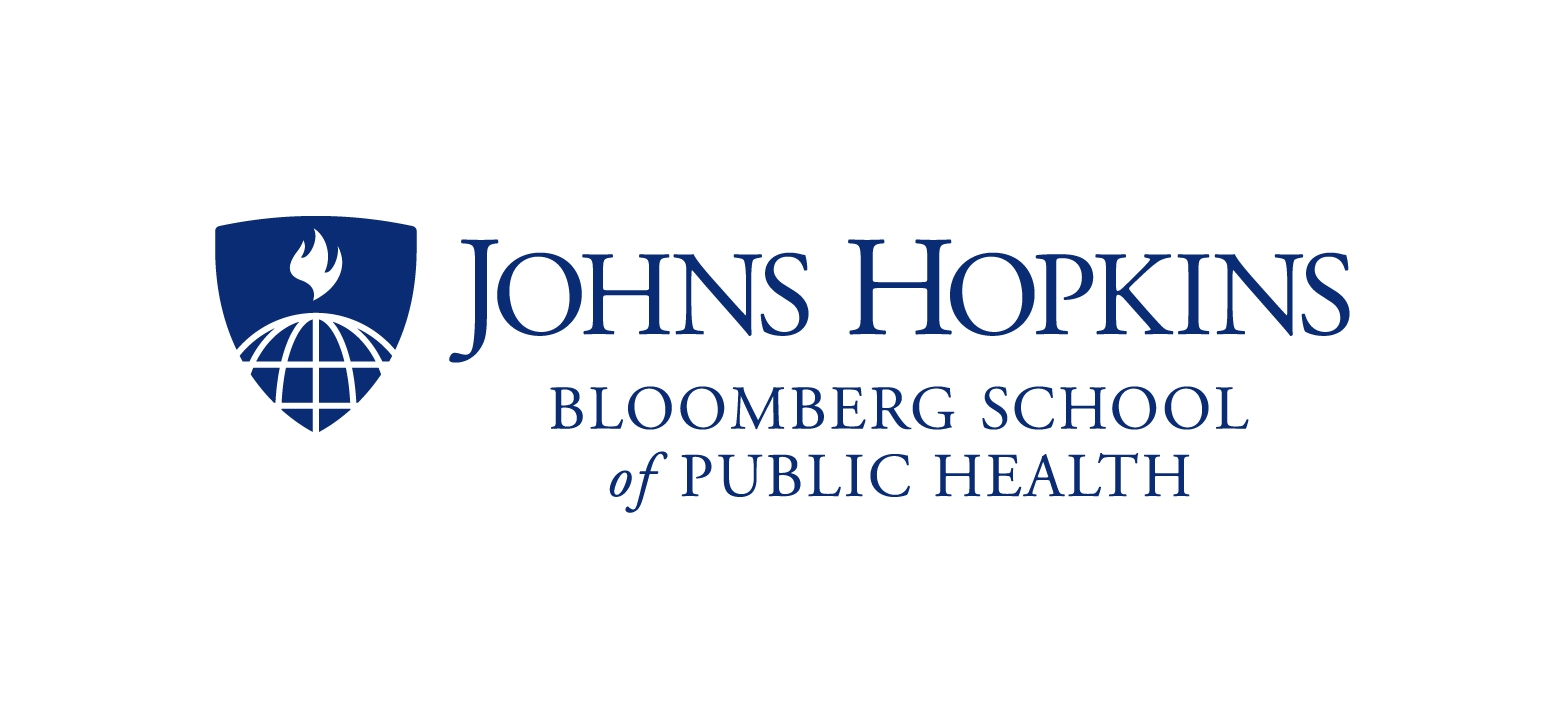 JOHNS HOPKINS
BLOOMBERG SCHOOL
of PUBLIC HEALTH